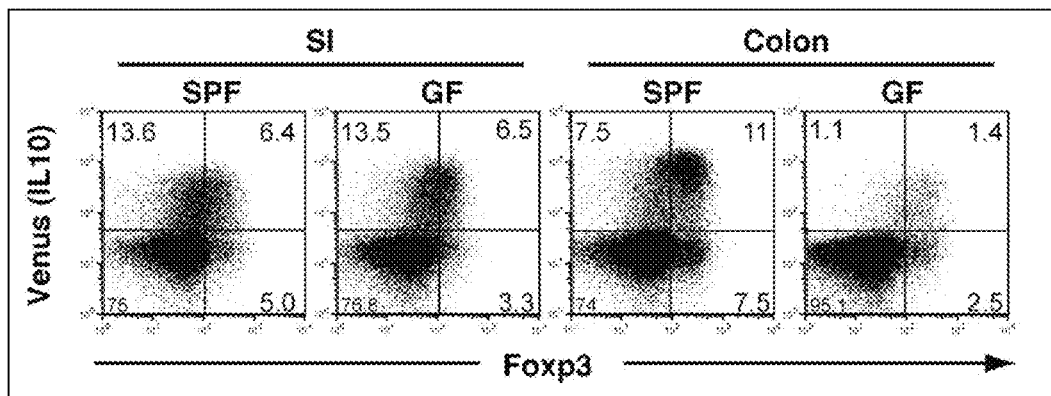 SI Colon
SPF GF SPF GF
13.6 6.4 13.5 6.5 7.5 11 1.1 1.4
Venus (IL10)
75 5.0 76.8 3.3 74 7.5 95.1 2.5
Foxp3